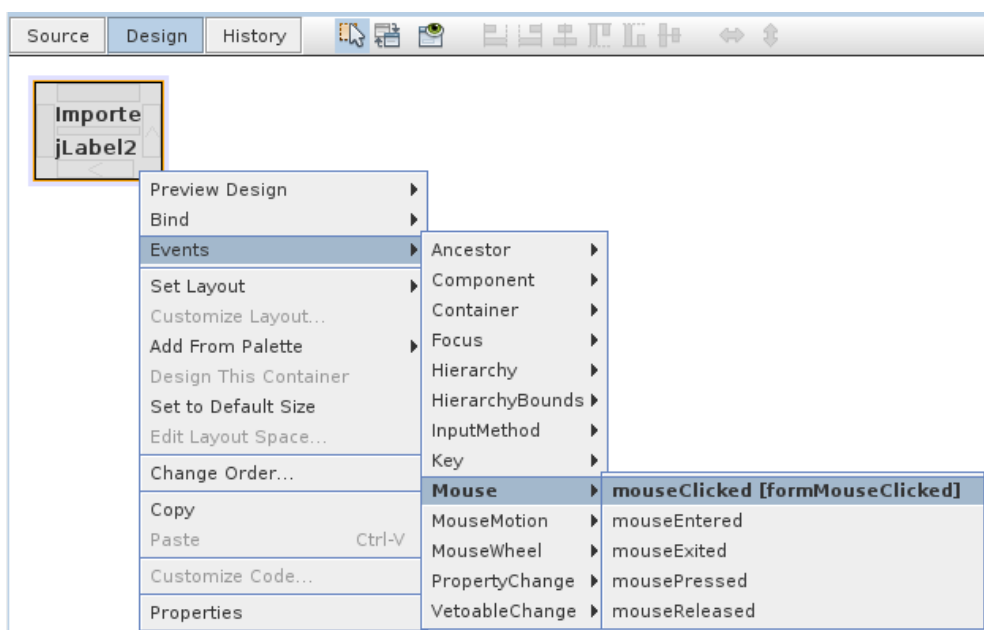 Source Design History
Importe
jLabel2
Preview Design
Bind
Events
Set Layout
Customize Layout...
Add From Palette
Design This Container
Set to Default Size
Edit Layout Space...
Change Order...
Copy
Paste Ctrl-V
Customize Code...
Properties
Ancestor
Component
Container
Focus
Hierarchy
HierarchyBounds
InputMethod
Key
Mouse
MouseMotion
MouseWheel
PropertyChange
VetoableChange
mouseClicked [formMouseClicked]
mouseEntered
mouseExited
mousePressed
mouseReleased